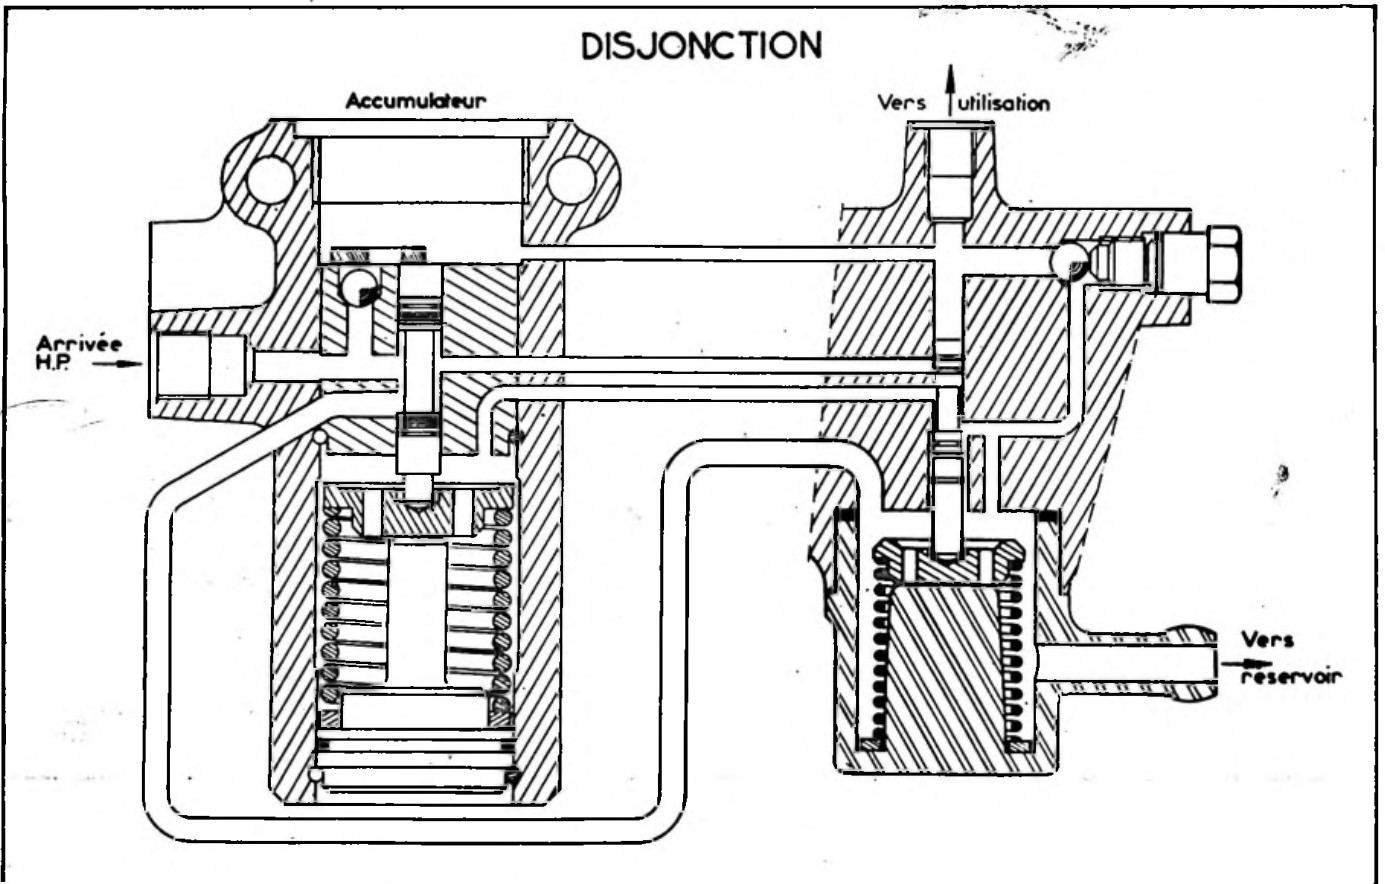 DISJONCTION
Accumulateur
Vers utilisation
Arrivée
H.P.
Vers
reservoir